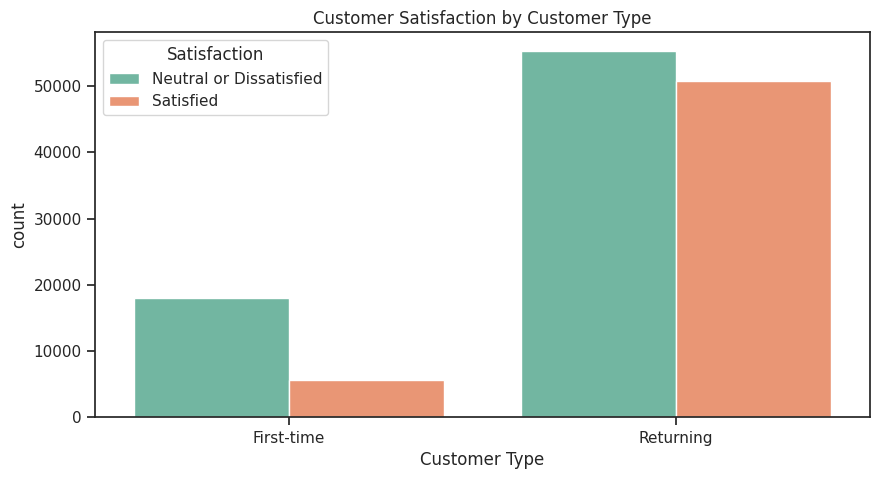 Customer Satisfaction by Customer Type
Satisfaction
Neutral or Dissatisfied
Satisfied
50000
40000
30000
20000
10000
0
count
First-time
Returning
Customer Type